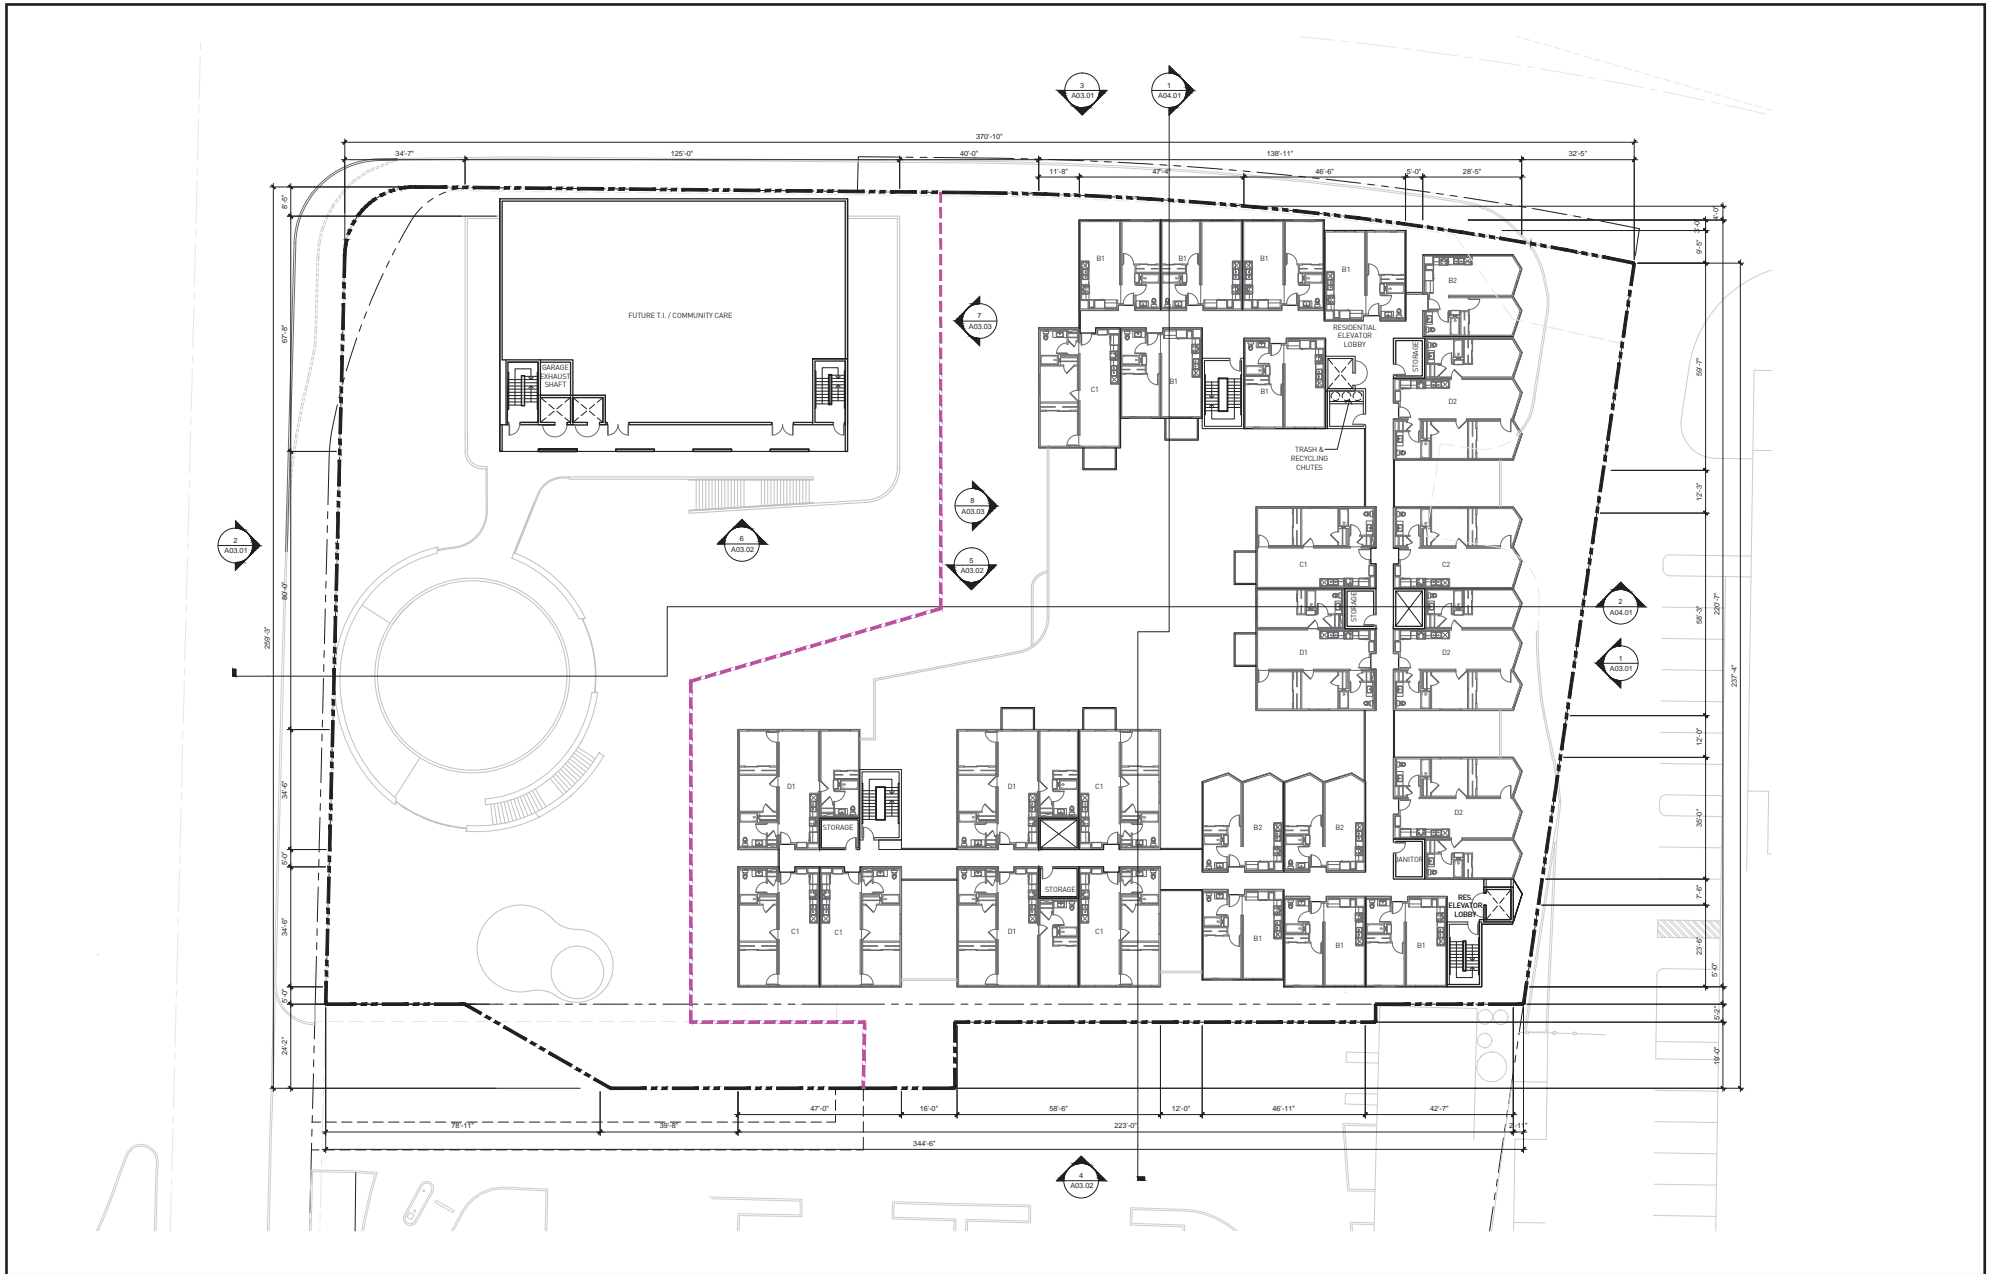 3
A03.01
1
A04.01
370'-10"
34'-7"
125'-0"
40'-0"
138'-11"
32'-5"
11'-8"
47'-4"
46'-6"
5'-0"
28'-5"
8'-5"
67'-8"
80'-0"
259'-3"
34'-6"
5'-0"
34'-6"
5'-0"
24'-2"
4'-0"
3'-0"
9'-5"
59'-7"
12'-3"
58'-3"
220'-7"
237'-4"
12'-0"
35'-0"
7'-6"
23'-6"
5'-0"
5'-2"
19'-0"
FUTURE T.I. / COMMUNITY CARE
GARAGE
EXHAUST
SHAFT
7
A03.03
8
A03.03
5
A03.02
6
A03.02
2
A03.01
2
A04.01
1
A03.01
B1
B1
B1
B1
B2
RESIDENTIAL
ELEVATOR
LOBBY
STORAGE
C1
B1
B1
D2
TRASH &
RECYCLING
CHUTES
C1
C2
STORAGE
D1
D2
D1
STORAGE
D1
C1
B2
B2
D2
JANITOR
STORAGE
RES.
ELEVATOR
LOBBY
C1
C1
D1
C1
B1
B1
B1
47'-0"
16'-0"
58'-6"
12'-0"
46'-11"
42'-7"
78'-11"
39'-8"
223'-0"
2'-11"
344'-6"
4
A03.02